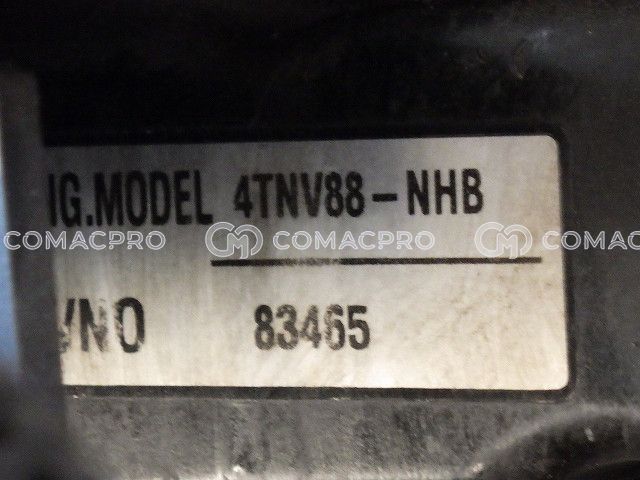 IG.MODEL 4TNV88-NHB
COMACPRO COMACPRO COMACPRO
/NO 83465